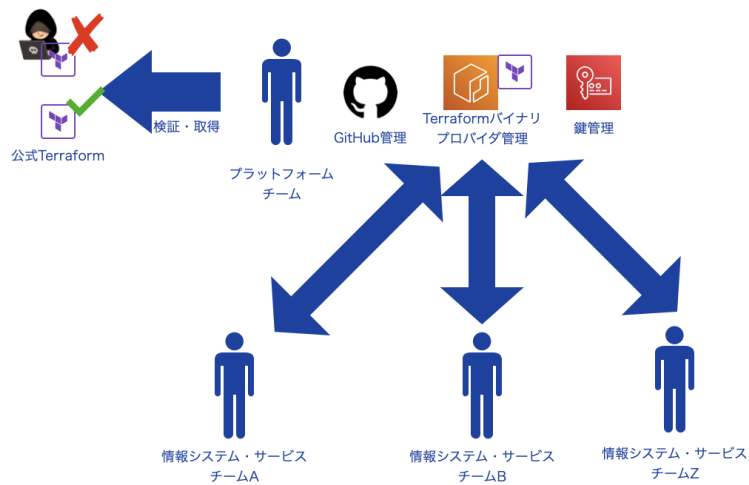 検証・取得
公式Terraform
プラットフォーム
チーム
GitHub管理
Terraformバイナリ
プロバイダ管理
鍵管理
情報システム・サービス
チームA
情報システム・サービス
チームB
情報システム・サービス
チームZ